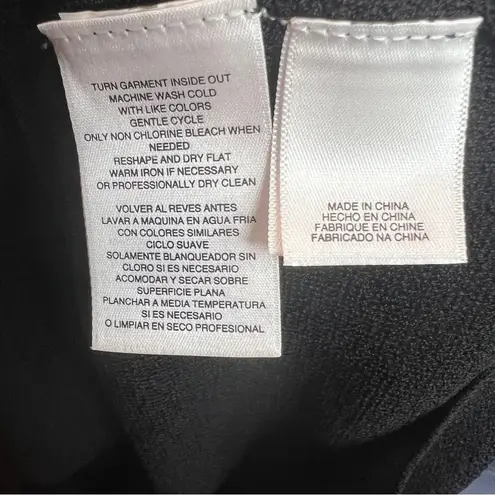 TURN GARMENT INSIDE OUT
MACHINE WASH COLD
WITH LIKE COLORS
GENTLE CYCLE
ONLY NON CHLORINE BLEACH WHEN
NEEDED
RESHAPE AND DRY FLAT
WARM IRON IF NECESSARY
OR PROFESSIONALLY DRY CLEAN
VOLVER AL REVES ANTES
LAVAR A MAQUINA EN AGUA FRIA
CON COLORES SIMILARES
CICLO SUAVE
SOLAMENTE BLANQUEADOR SIN
CLORO SI ES NECESARIO
ACOMODAR Y SECAR SOBRE
SUPERFICIE PLANA
PLANCHAR A MEDIA TEMPERATURA
SI ES NECESARIO
O LIMPIAR EN SECO PROFESIONAL
MADE IN CHINA
HECHO EN CHINA
FABRIQUE EN CHINE
FABRICADO NA CHINA